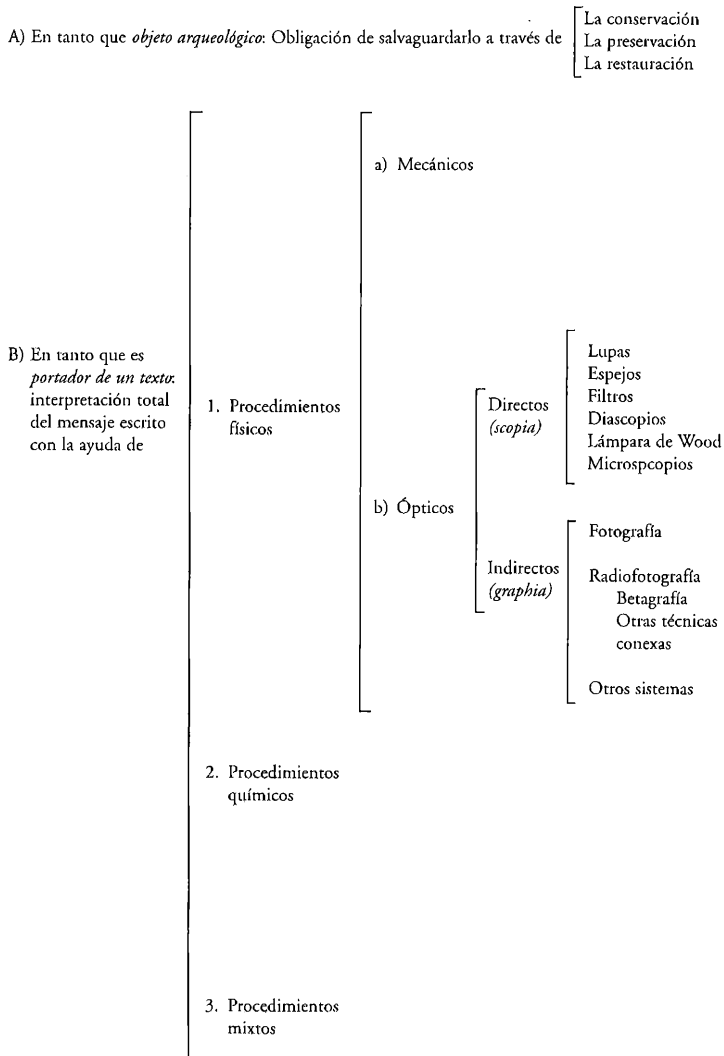 A) En tanto que objeto arqueológico: Obligación de salvaguardarlo a través de
La conservación
La preservación
La restauración
B) En tanto que es
portador de un texto:
interpretación total
del mensaje escrito
con la ayuda de
1. Procedimientos
físicos
a) Mecánicos
b) Ópticos
Directos
(scopia)
Lupas
Espejos
Filtros
Diascopios
Lámpara de Wood
Microspcopios
Indirectos
(graphia)
Fotografía
Radiofotografía
Betagrafía
Otras técnicas
conexas
Otros sistemas
2. Procedimientos
químicos
3. Procedimientos
mixtos